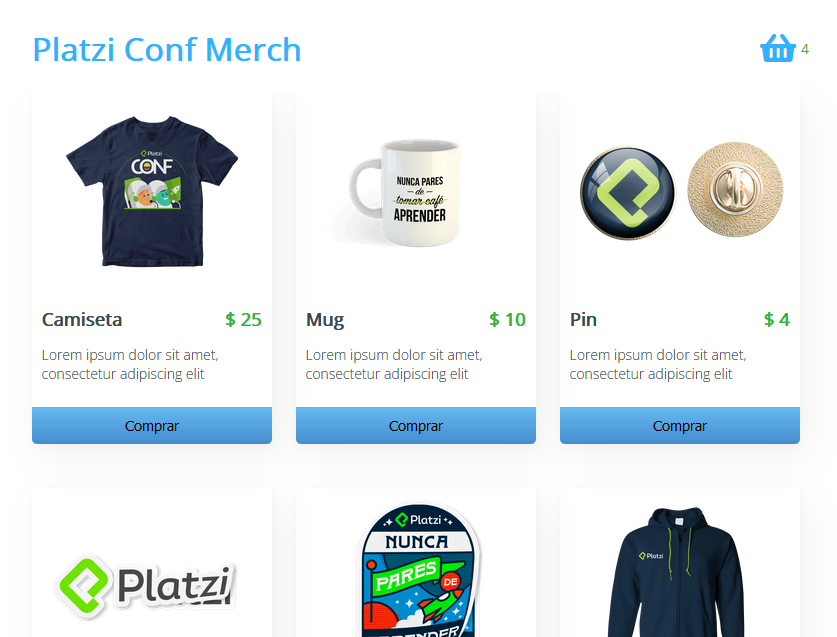 Platzi Conf Merch
4
Platzi
CONF
NUNCA PARES
de
tomar café
APRENDER
Camiseta $ 25
Mug $ 10
Pin $ 4
Lorem ipsum dolor sit amet,
consectetur adipiscing elit
Lorem ipsum dolor sit amet,
consectetur adipiscing elit
Lorem ipsum dolor sit amet,
consectetur adipiscing elit
Comprar
Comprar
Comprar
Platzi
Platzi
NUNCA
PARES
DE
APRENDER
Platzi